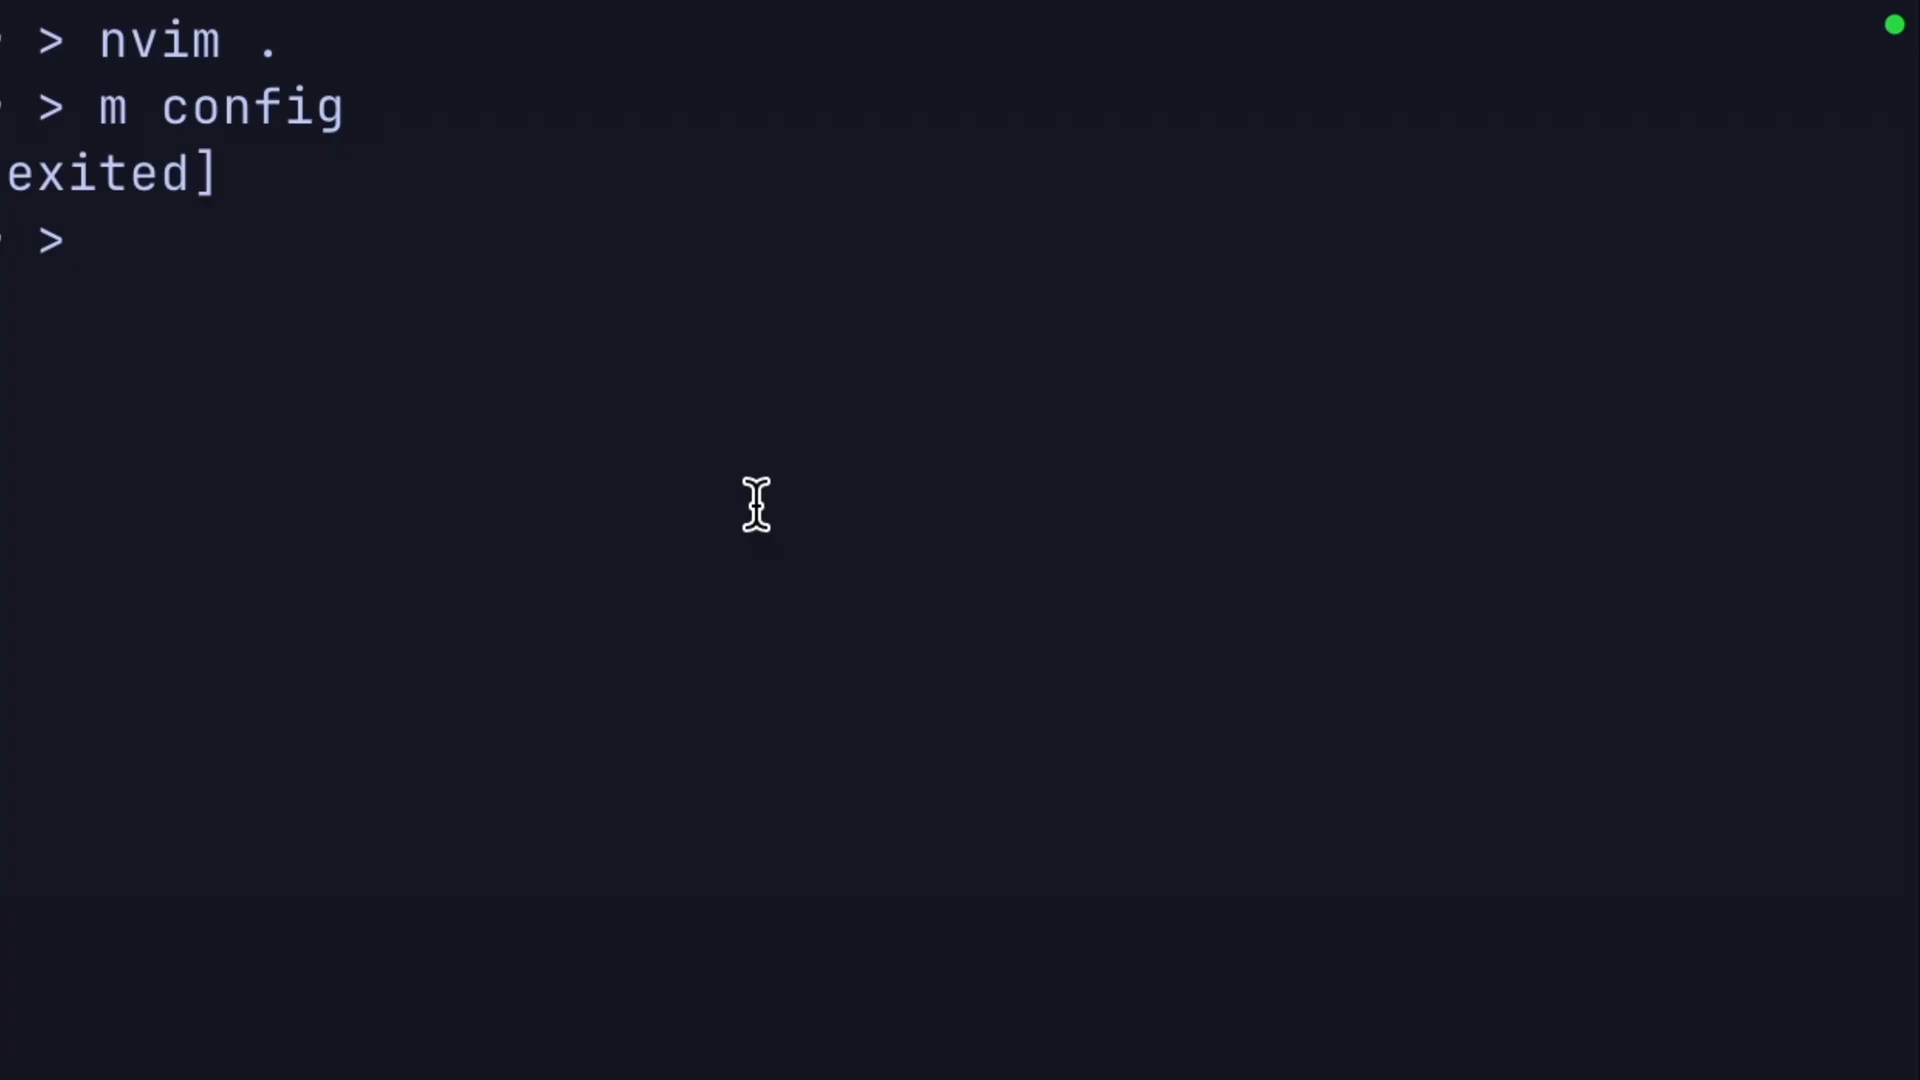 > nvim .
> m config
exited]
>